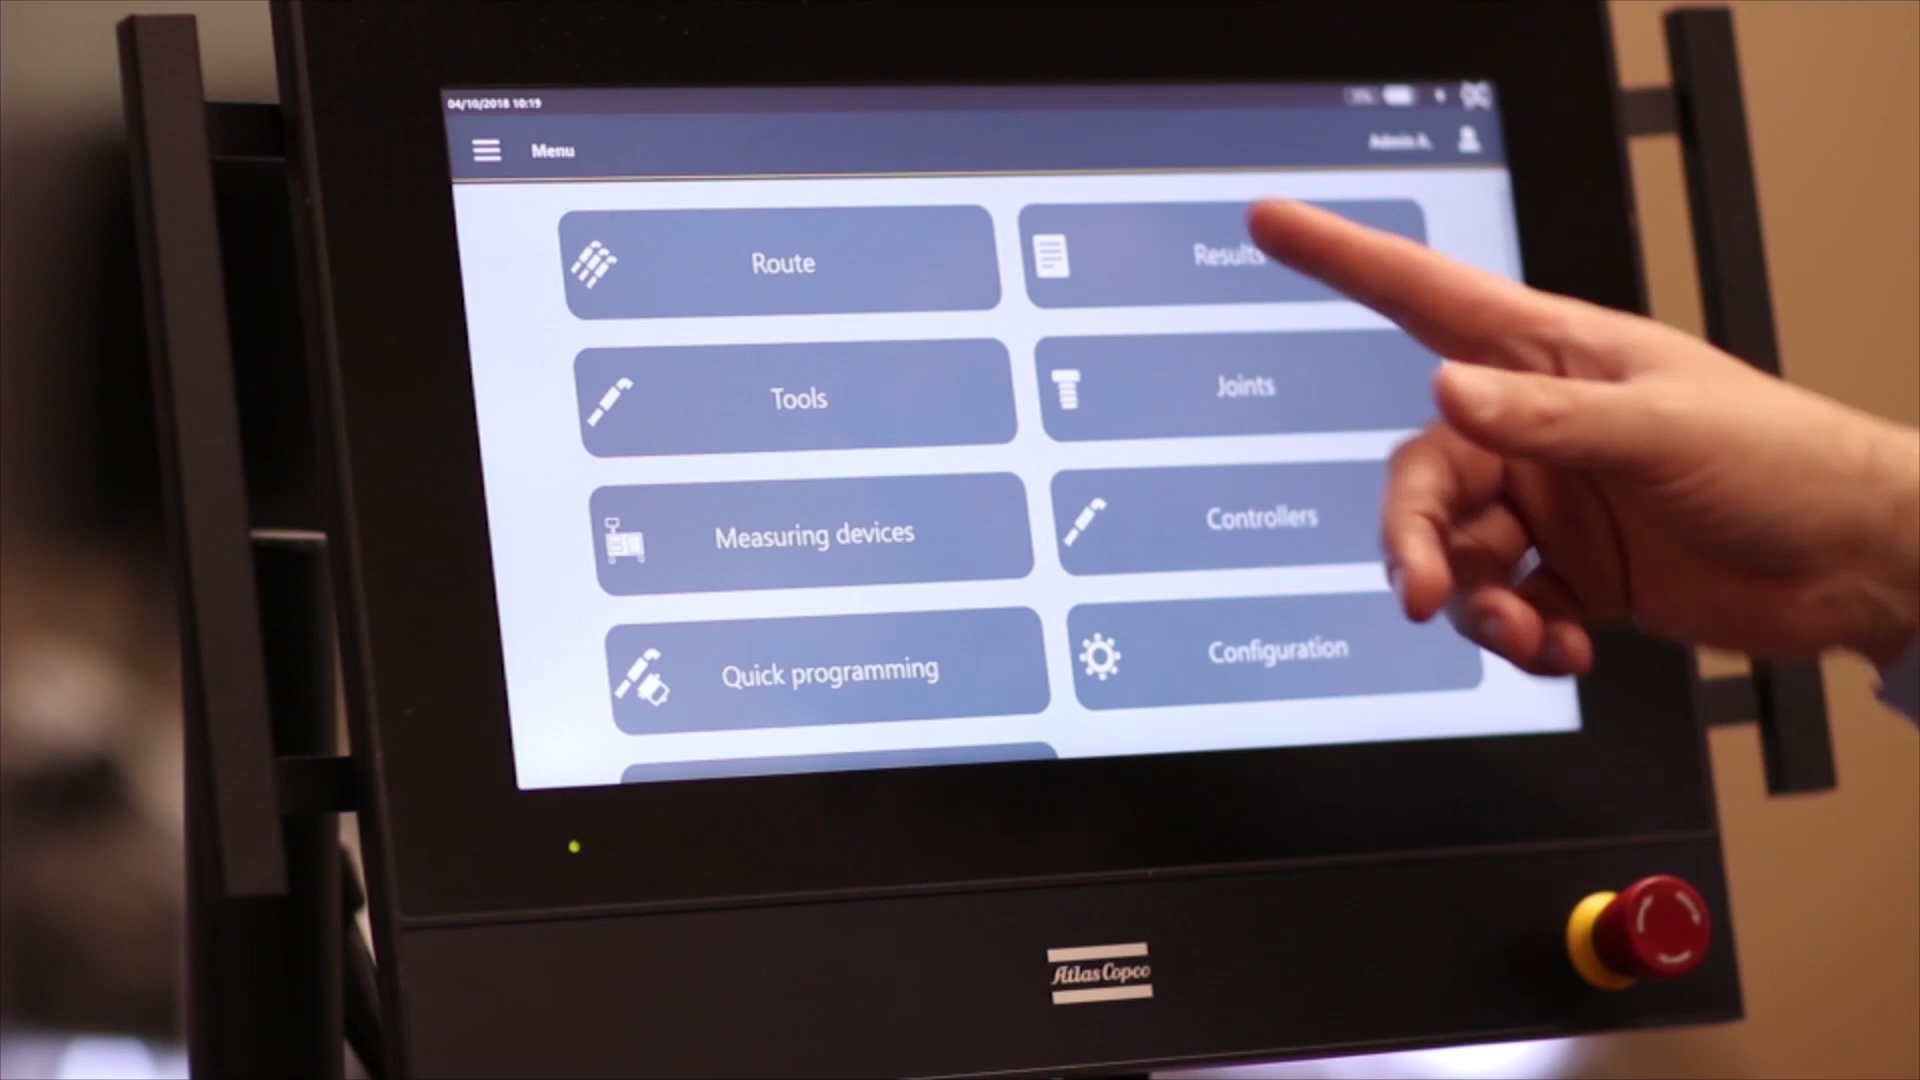 04/10/2018 10:19
Menu
Admin A.
Route
Results
Tools
Joints
Measuring devices
Controllers
Quick programming
Configuration
Atlas Copco